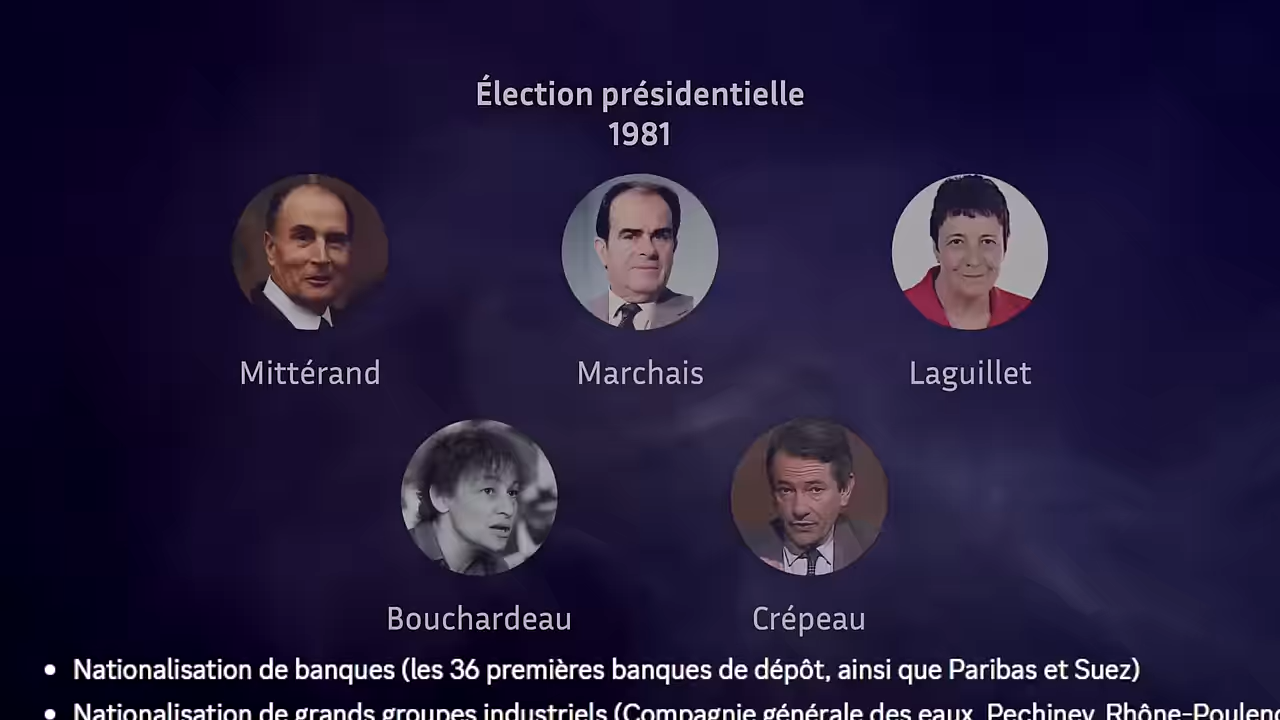 Élection présidentielle
1981
Mittérand
Marchais
Laguillet
Bouchardeau
Crépeau
• Nationalisation de banques (les 36 premières banques de dépôt, ainsi que Paribas et Suez)
• Nationalisation de grands groupes industriels (Compagnie générale des eaux, Pechiney, Rhône-Poulenc